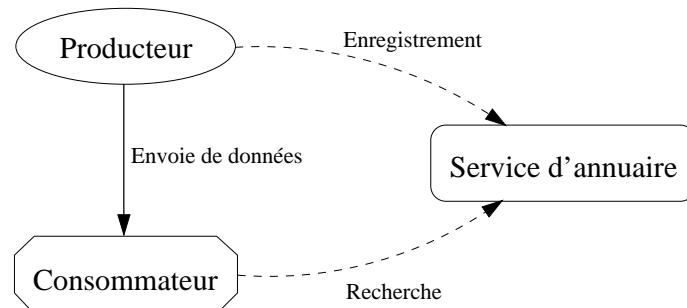 Producteur
Enregistrement
Envoie de données
Service d'annuaire
Consommateur
Recherche